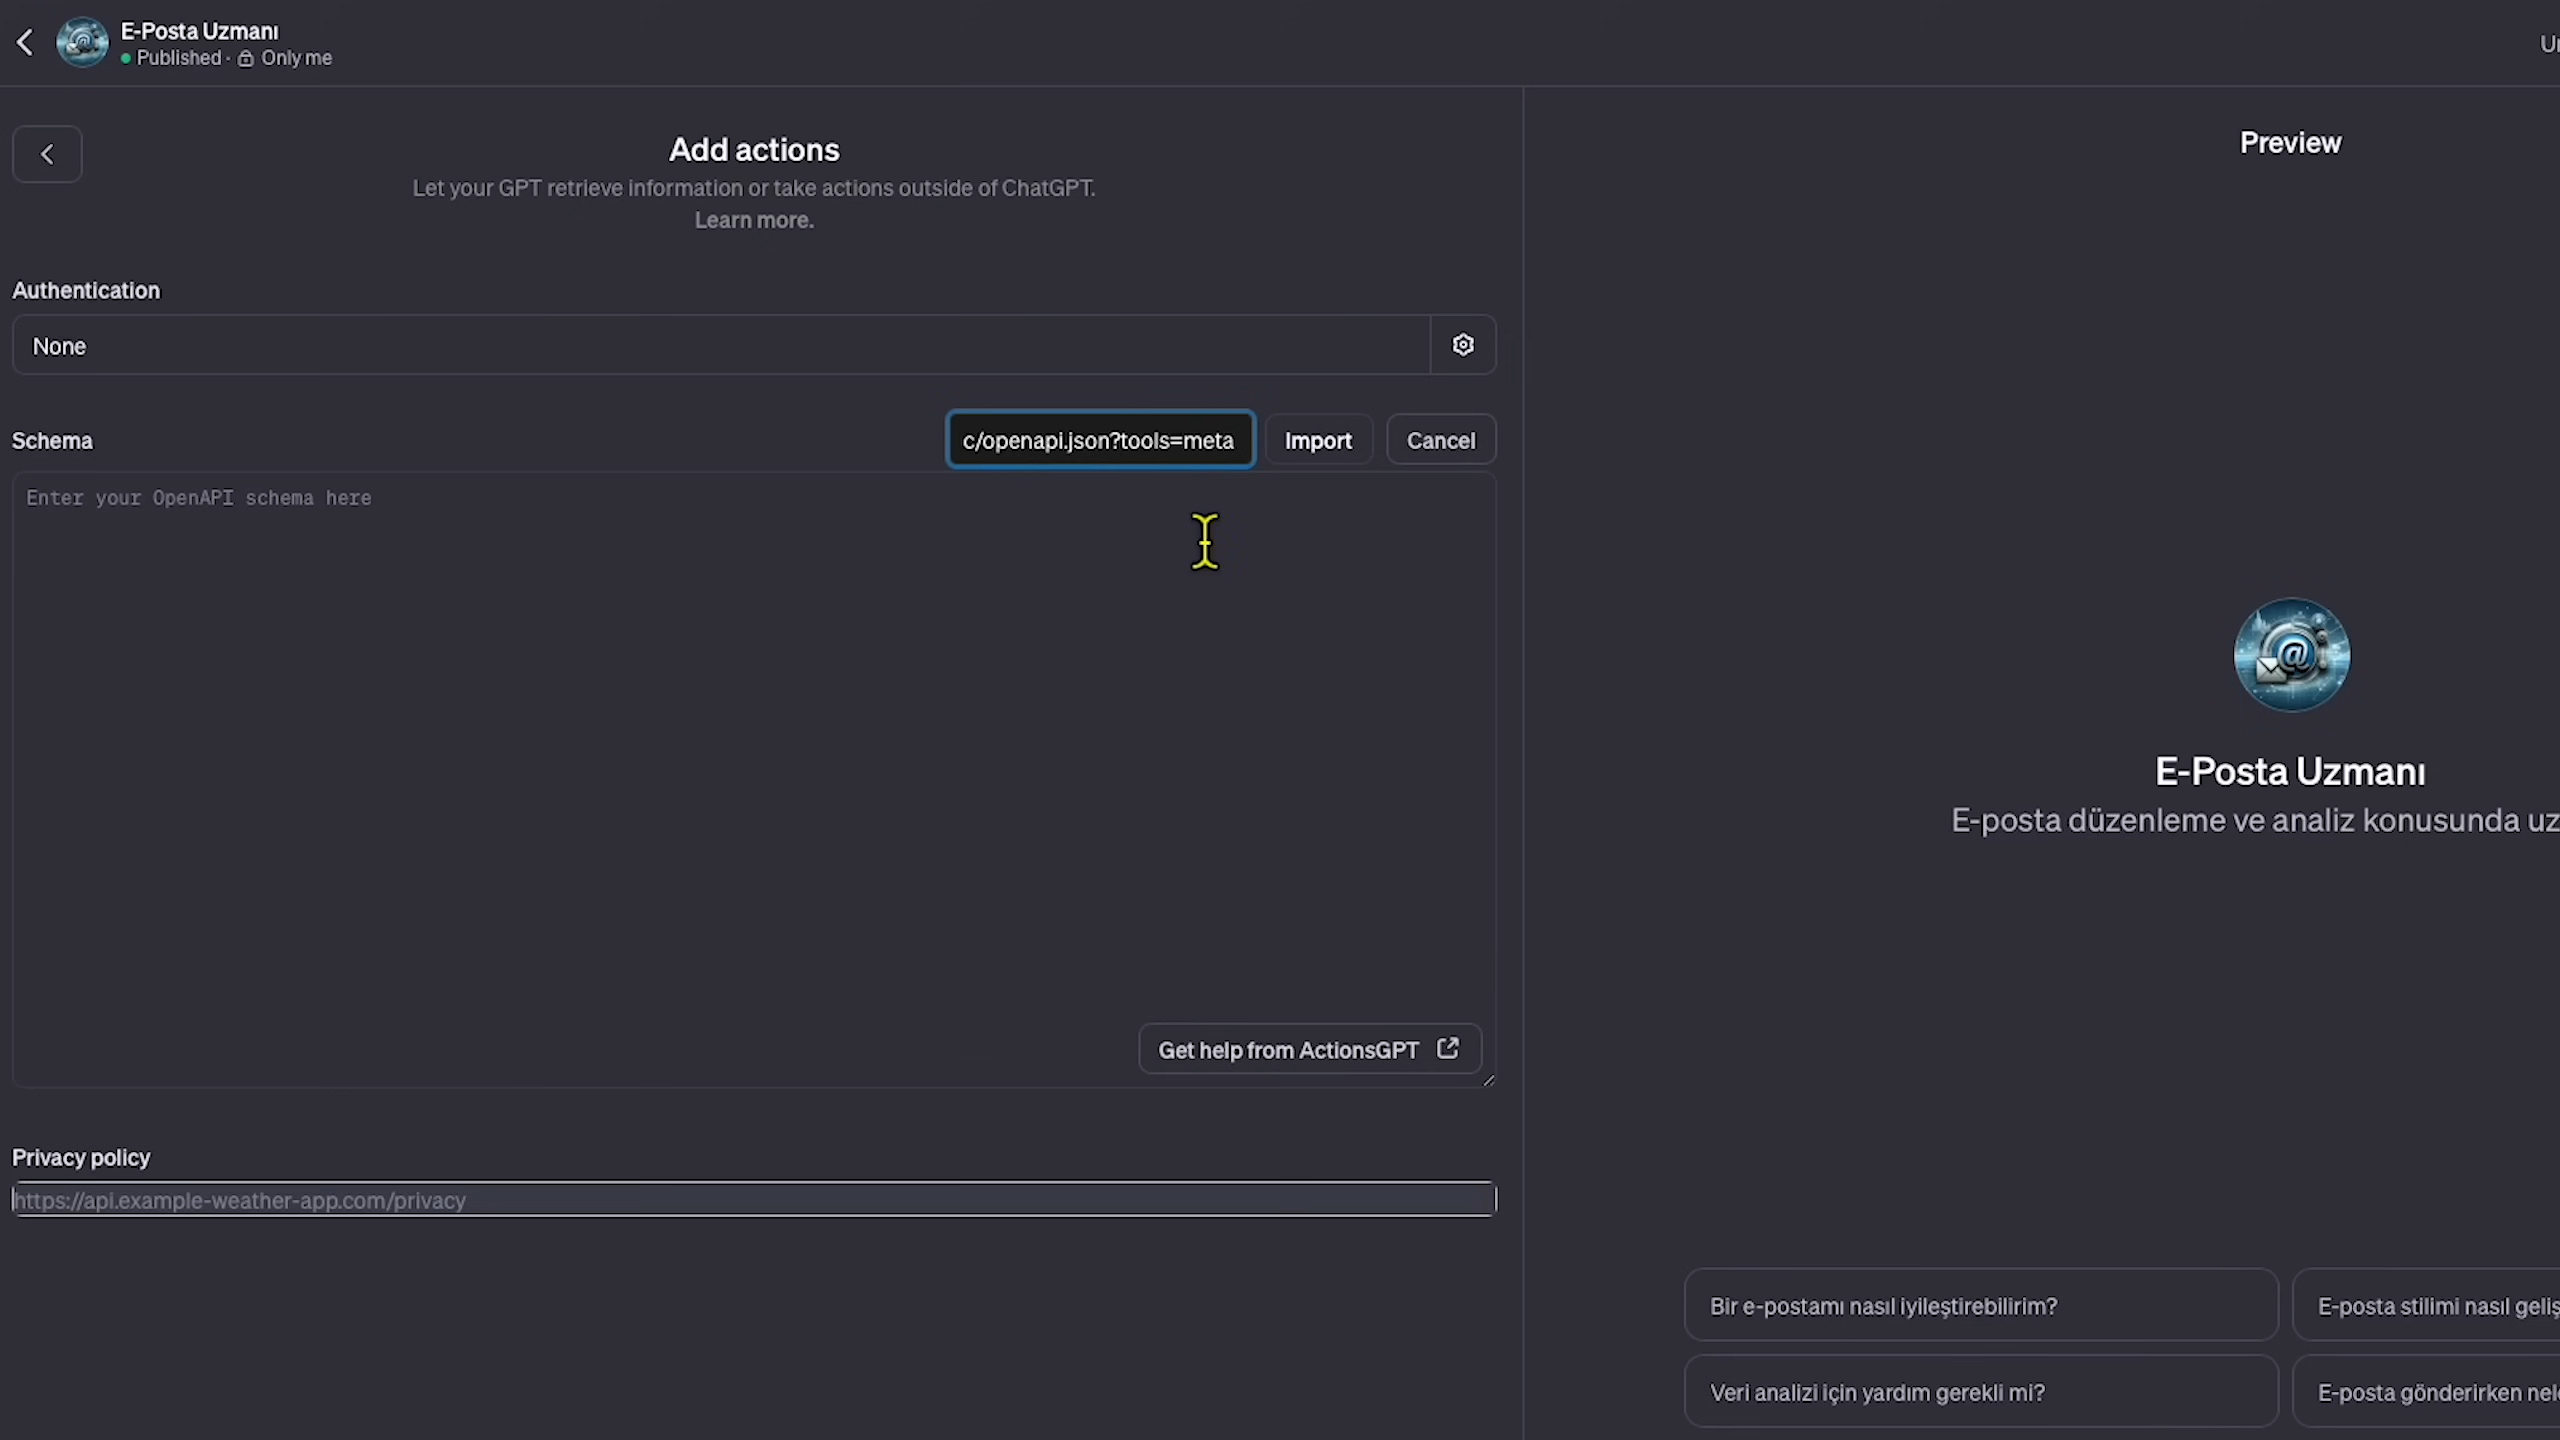 E-Posta Uzmanı
Published · Only me
Add actions
Let your GPT retrieve information or take actions outside of ChatGPT.
Learn more.
Preview
Authentication
None
Schema
c/openapi.json?tools=meta
Import
Cancel
Enter your OpenAPI schema here
Get help from ActionsGPT
E-Posta Uzmanı
E-posta düzenleme ve analiz konusunda
Privacy policy
https://api.example-weather-app.com/privacy
Bir e-postamı nasıl iyileştirebilirim?
E-posta stilimi nasıl
Veri analizi için yardım gerekli mi?
E-posta gönderirken